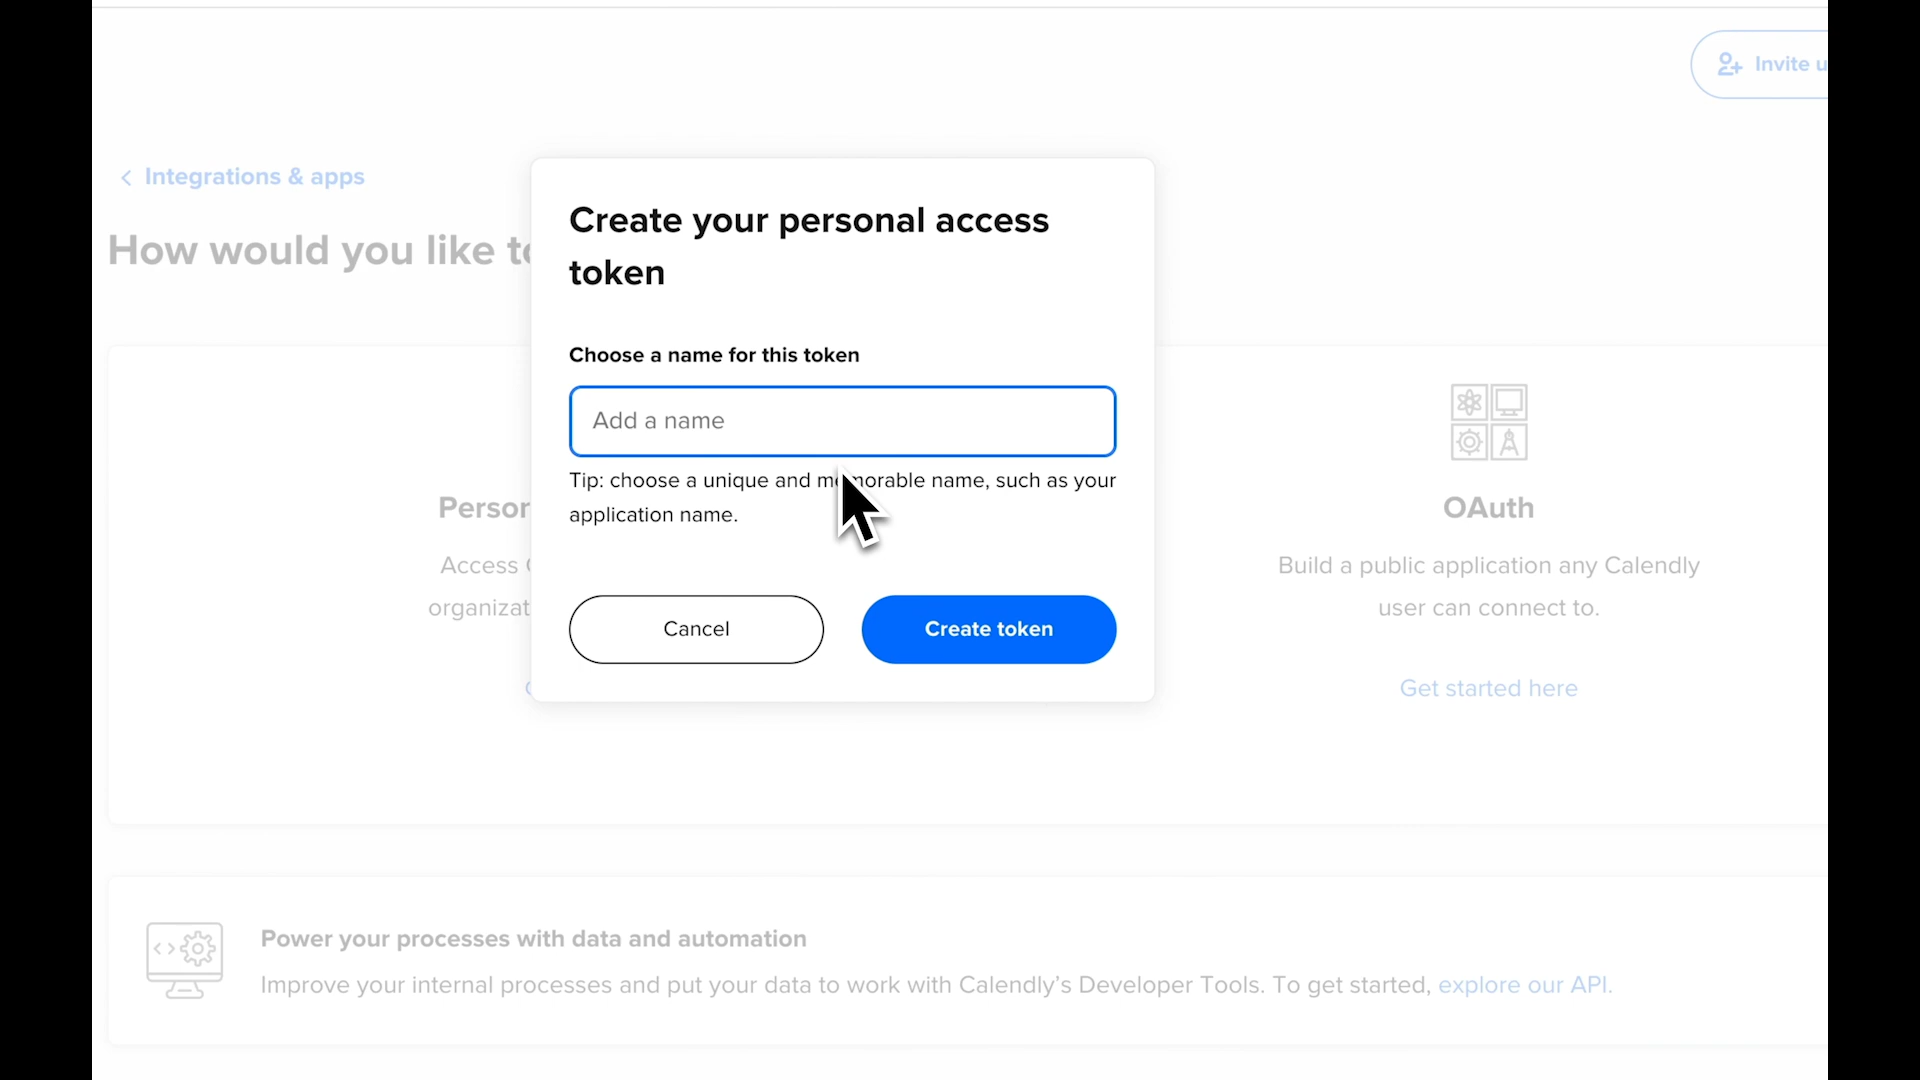 Invite u
Integrations & apps
How would you like to
Create your personal access
token
Choose a name for this token
Add a name
Tip: choose a unique and memorable name, such as your
application name.
Cancel
Create token
Person
Access
organizat
OAuth
Build a public application any Calendly
user can connect to.
Get started here
Power your processes with data and automation
Improve your internal processes and put your data to work with Calendly’s Developer Tools. To get started, explore our API.